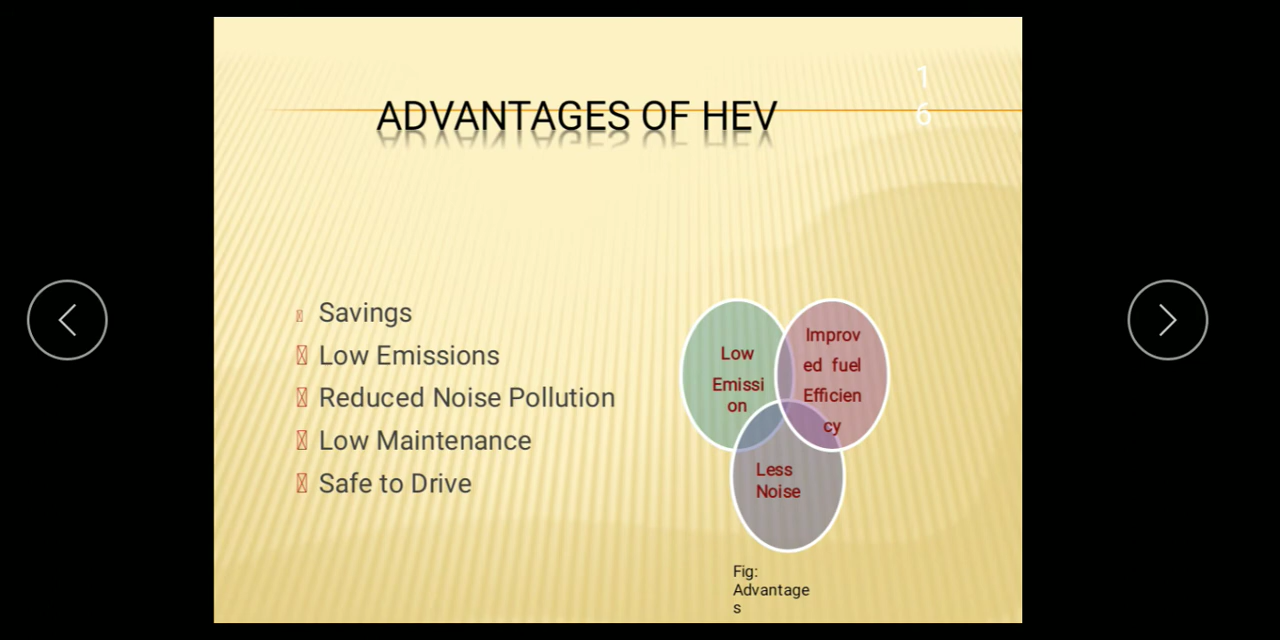 1
6
ADVANTAGES OF HEV
Savings
Low Emissions
Reduced Noise Pollution
Low Maintenance
Safe to Drive
Low
Emissi
on
Improv
ed fuel
Efficien
cy
Less
Noise
Fig:
Advantage
s